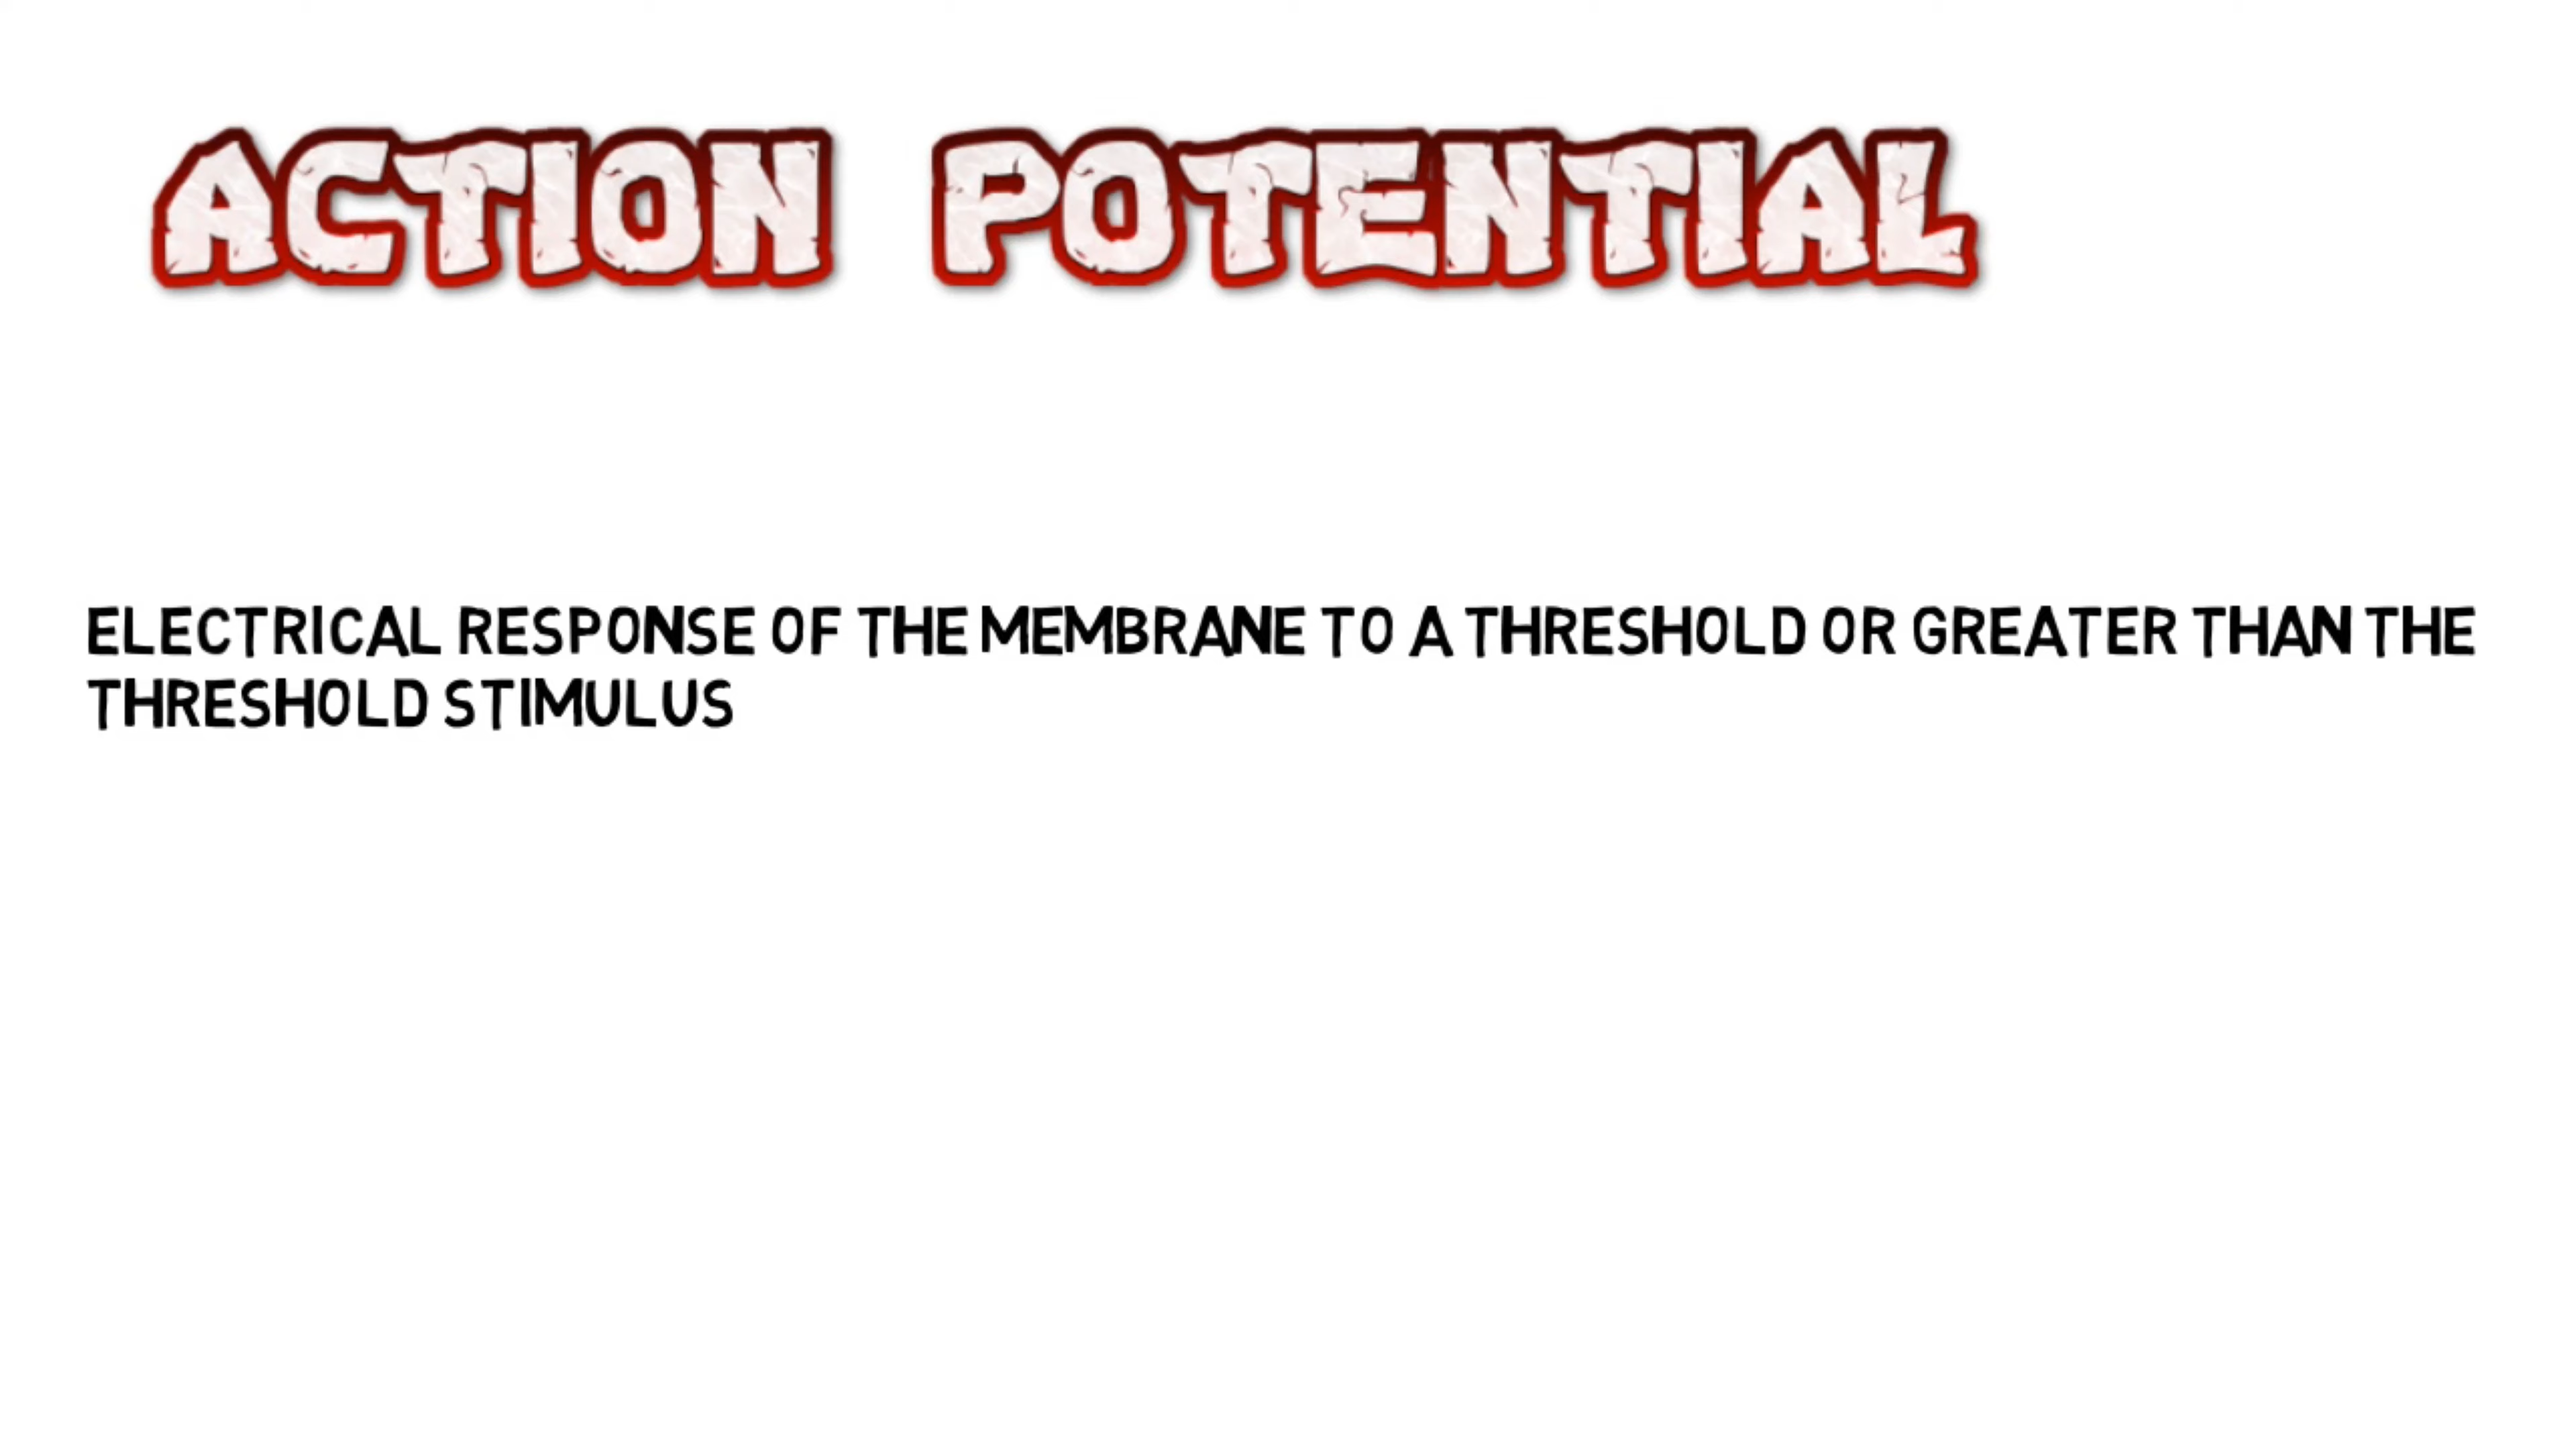 ACTION POTENTIAL
ELECTRICAL RESPONSE OF THE MEMBRANE TO A THRESHOLD OR GREATER THAN THE
THRESHOLD STIMULUS